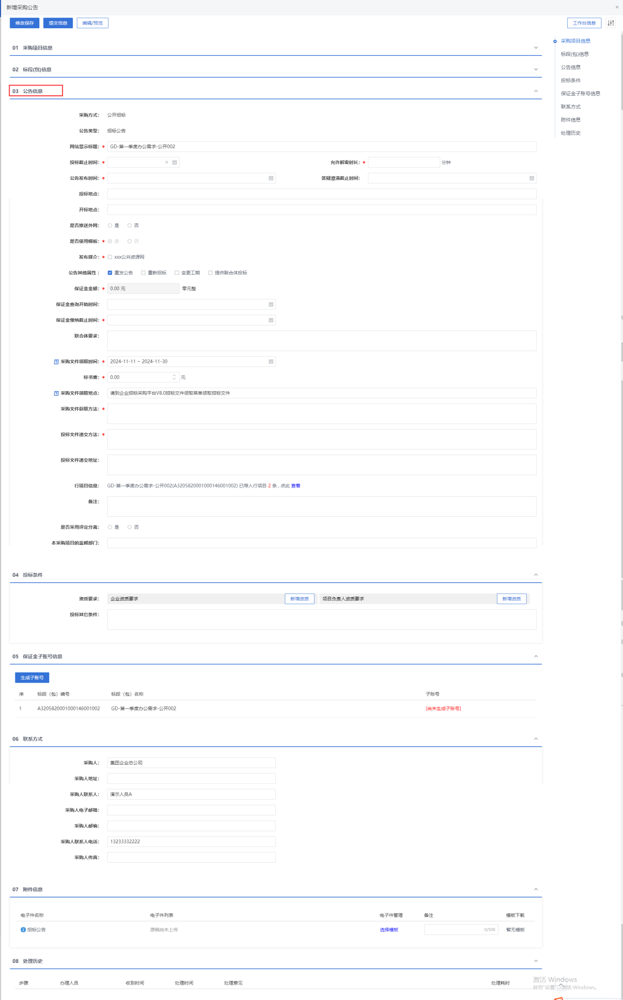 新增采购公告
修改保存 提交信息 编辑/预览 工作台信息
采购项目信息
标段(包)信息
公告信息
投标条件
保证金子账号信息
联系方式
附件信息
处理历史
01 采购项目信息
02 标段(包)信息
03 公告信息
采购方式： 公开招标
公告类型： 招标公告
网站显示标题：* GD-第一季度办公需求-公开002
投标截止时间：* 允许解密时长：* 分钟
公告发布时间：* 答疑澄清截止时间：
投标地点：
开标地点：
是否推送外网： 是 否
是否使用模板：* 是 否
发布媒介：* xxx公共资源网
公告其他属性： 重发公告 重新招标 变更工期 提供联合体投标
保证金金额：* 0.00 元 零元整
保证金查询开始时间：
保证金缴纳截止时间：*
联合体要求：
采购文件领取时间：* 2024-11-11 ~ 2024-11-30
标书费：* 0.00 元
采购文件领取地点： 请到企业招标采购平台V8.0招标文件领取菜单领取招标文件
采购文件获取方法：*
投标文件递交方法：*
投标文件递交地址：
行项目信息： GD-第一季度办公需求-公开002(A3205820001000146001002) 已导入行项目 2 条 , 点此 查看
备注：
是否采用评定分离： 是 否
本采购项目的监督部门：
04 投标条件
资质要求： 企业资质要求 新增资质 项目负责人资质要求 新增资质
投标其它条件：
05 保证金子账号信息
生成子账号
序 标段（包）编号 标段（包）名称 子账号
1 A3205820001000146001002 GD-第一季度办公需求-公开002 [尚未生成子账号]
06 联系方式
采购人： 集团企业总公司
采购人地址：
采购人联系人： 演示人员A
采购人电子邮箱：
采购人邮编：
采购人联系人电话： 13233332222
采购人传真：
07 附件信息
电子件名称 电子件列表 电子件管理 备注 模板下载
招标公告 原稿尚未上传 选择模板 0/500 暂无模板
08 处理历史
步骤 办理人员 收到时间 处理时间 处理意见 处理耗时
激活 Windows
转到"设置"以激活 Windows。